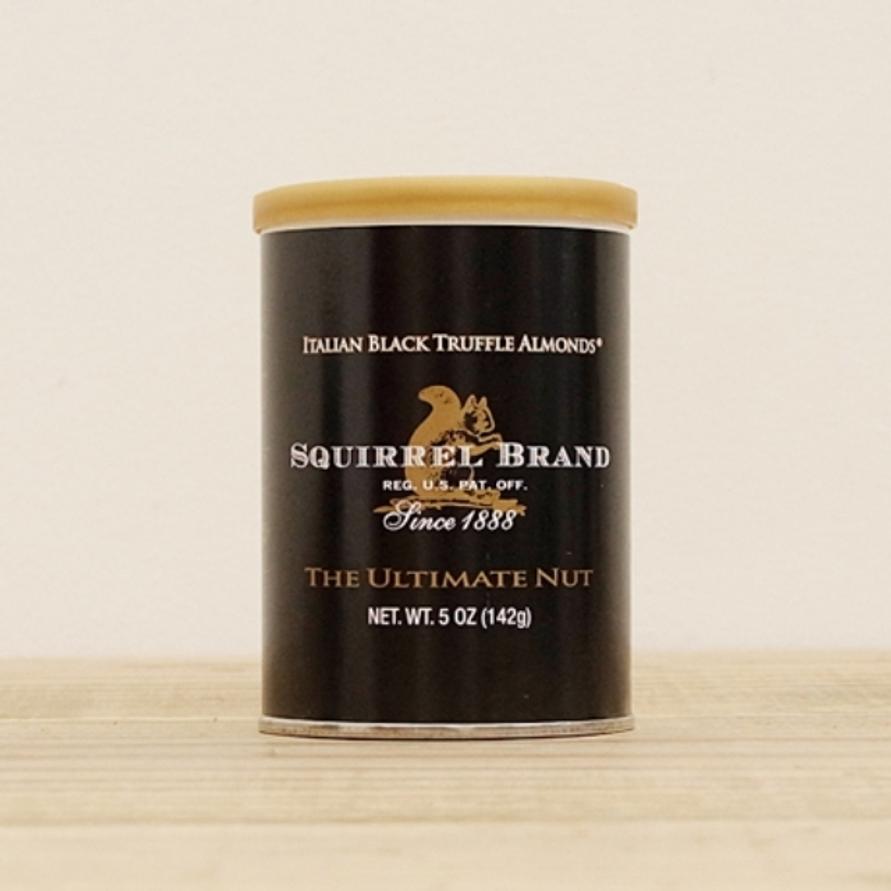 ITALIAN BLACK TRUFFLE ALMONDS®
SQUIRREL BRAND
REG. U.S. PAT. OFF.
Since 1888
THE ULTIMATE NUT
NET. WT. 5 OZ (142g)